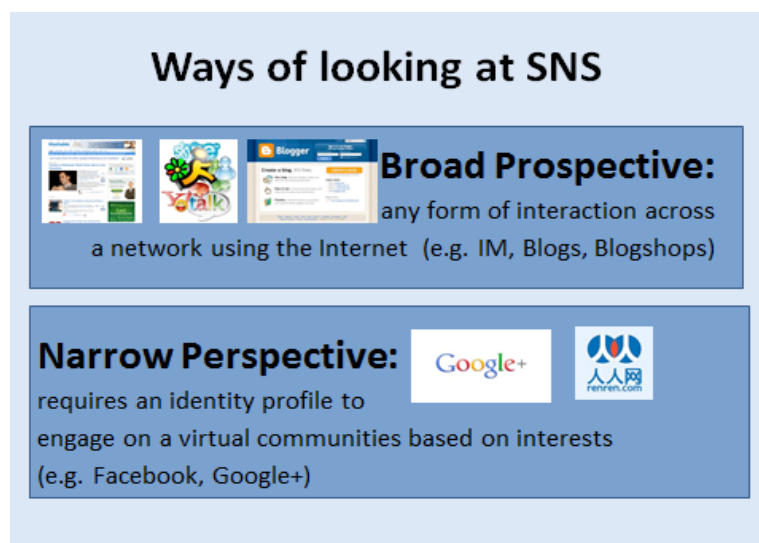 Ways of looking at SNS
Blogger
Create a blog.
talk
Broad Prospective:
any form of interaction across
a network using the Internet (e.g. IM, Blogs, Blogshops)
Narrow Perspective:
Google+
人人网
renren.com
requires an identity profile to
engage on a virtual communities based on interests
(e.g. Facebook, Google+)